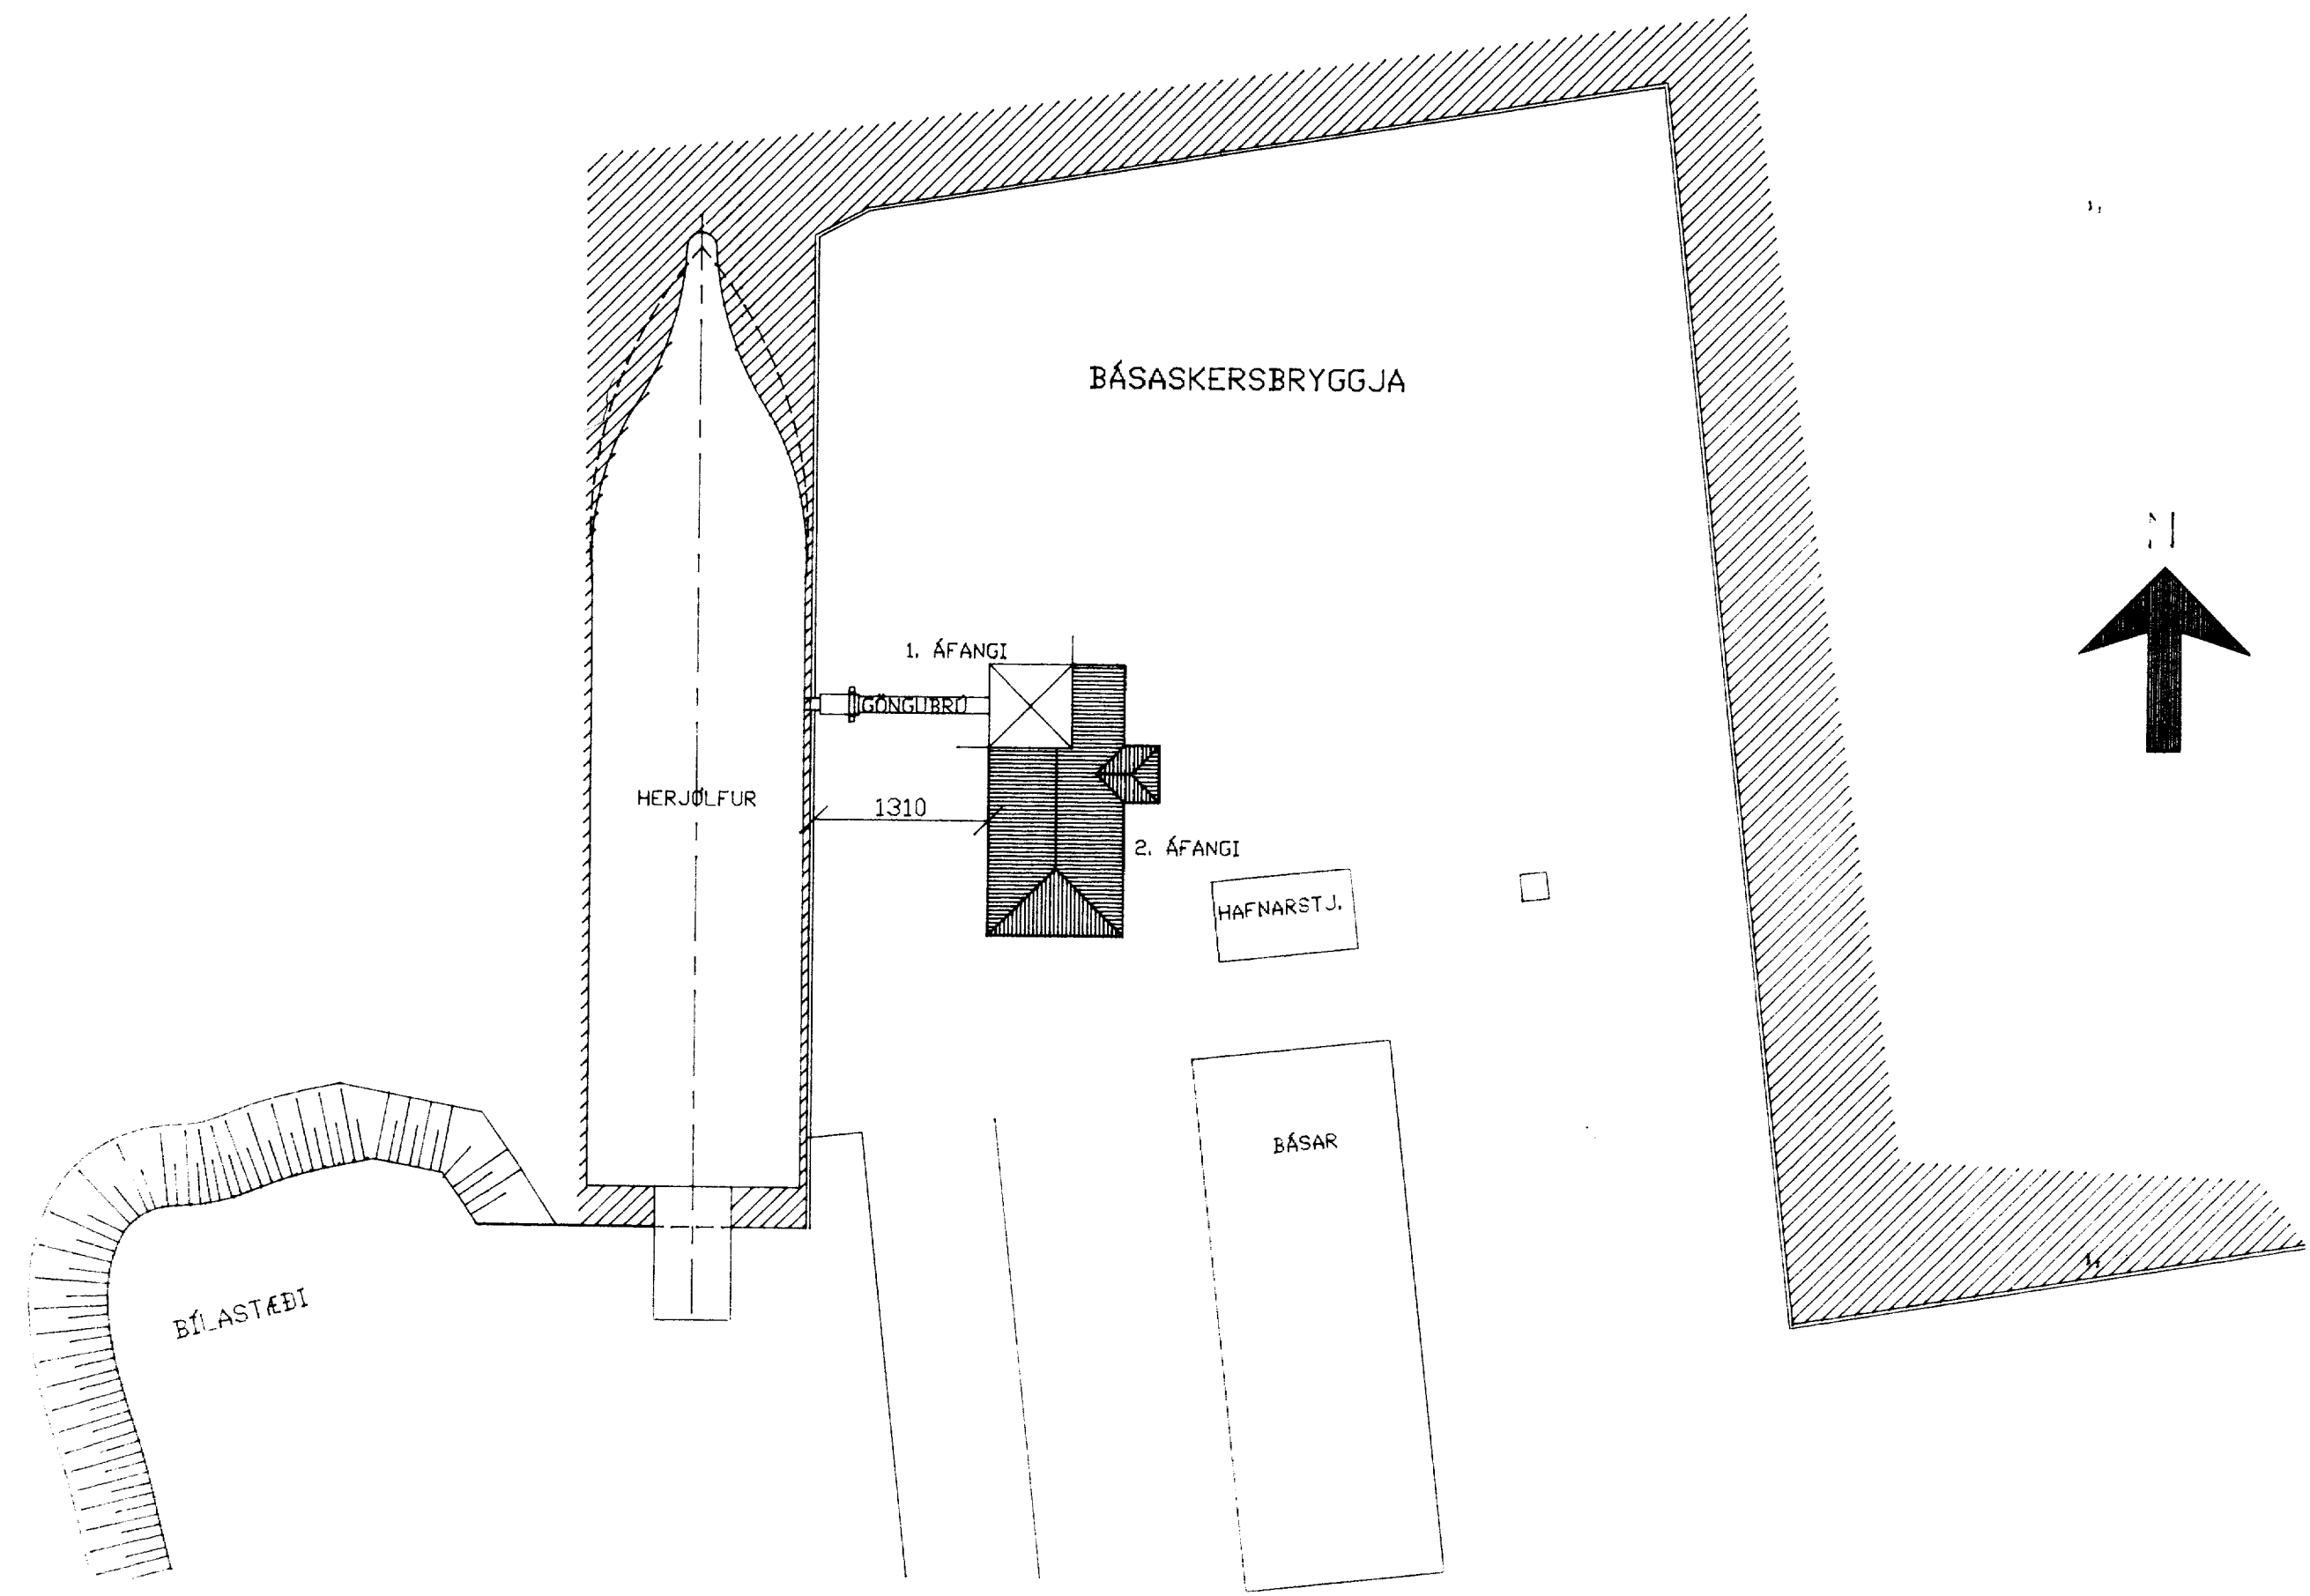 BÁSASKERSBRYGGJA
N
1. ÁFANGI
GÖNGUBRÚ
HERJÓLFUR
1310
2. ÁFANGI
HAFNARSTJ.
BÁSAR
BÍLASTÆÐI